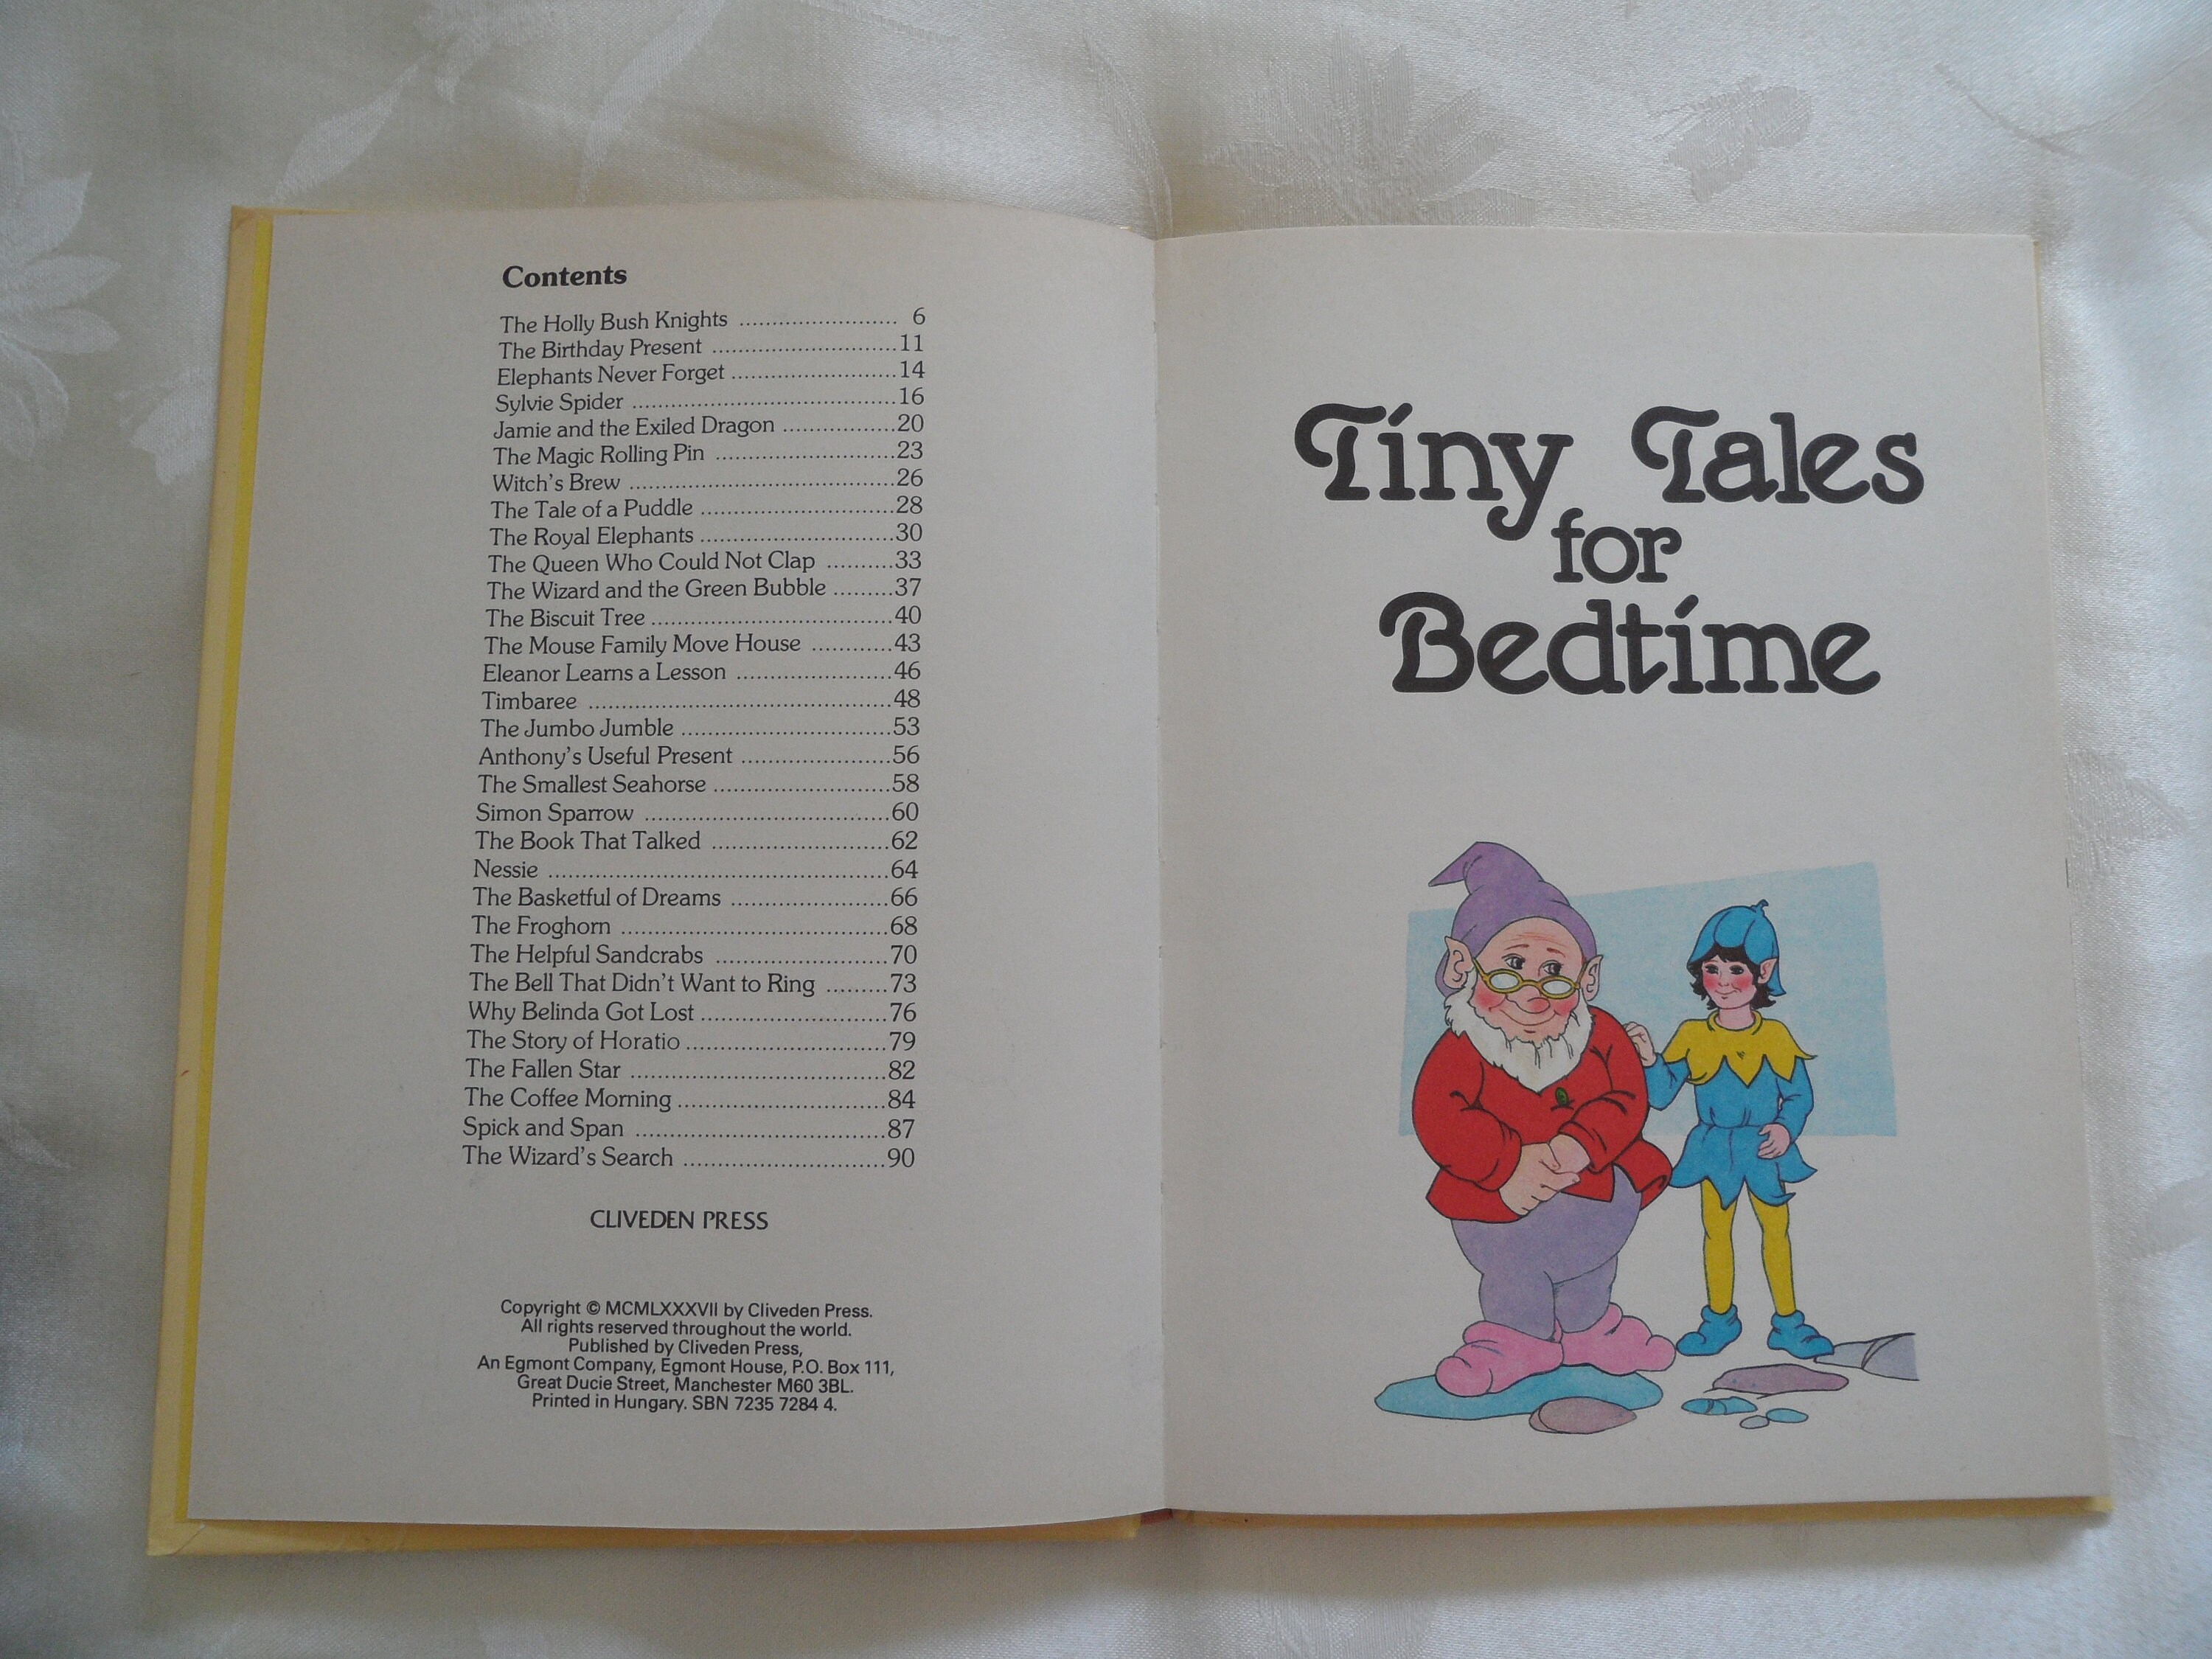 Contents
The Holly Bush Knights ........................ 6
The Birthday Present ............................11
Elephants Never Forget .........................14
Sylvie Spider ........................................16
Jamie and the Exiled Dragon .................20
The Magic Rolling Pin ...........................23
Witch's Brew ........................................26
The Tale of a Puddle .............................28
The Royal Elephants .............................30
The Queen Who Could Not Clap ..........33
The Wizard and the Green Bubble .........37
The Biscuit Tree ....................................40
The Mouse Family Move House ............43
Eleanor Learns a Lesson .......................46
Timbaree ..............................................48
The Jumbo Jumble ................................53
Anthony's Useful Present ......................56
The Smallest Seahorse ..........................58
Simon Sparrow .....................................60
The Book That Talked ...........................62
Nessie ....................................................64
The Basketful of Dreams ........................66
The Froghorn ........................................68
The Helpful Sandcrabs ..........................70
The Bell That Didn't Want to Ring .........73
Why Belinda Got Lost ............................76
The Story of Horatio ...............................79
The Fallen Star .......................................82
The Coffee Morning ................................84
Spick and Span ......................................87
The Wizard's Search ...............................90
CLIVEDEN PRESS
Copyright © MCMLXXXVII by Cliveden Press.
All rights reserved throughout the world.
Published by Cliveden Press,
An Egmont Company, Egmont House, P.O. Box 111,
Great Ducie Street, Manchester M60 3BL.
Printed in Hungary. SBN 7235 7284 4.
Tiny Tales
for
Bedtime